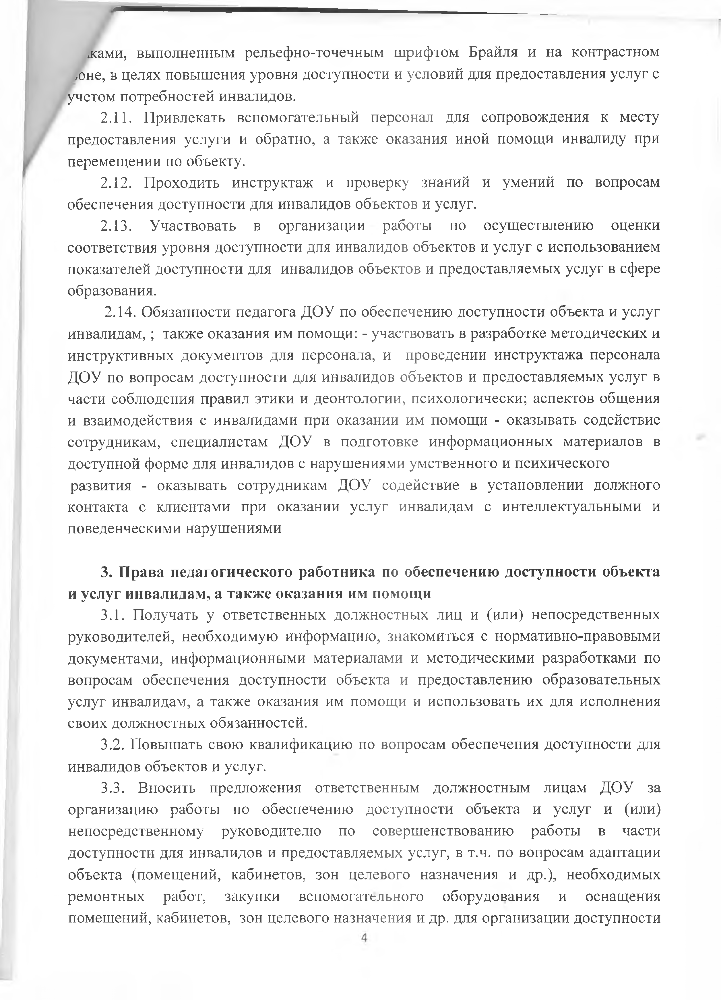 выполненным рельефно-точечным шрифтом Брайля и на контрастном
в целях повышения уровня доступности и условий для предоставления услуг с
учетом потребностей инвалидов.
2.11. Привлекать вспомогательный персонал для сопровождения к месту
предоставления услуги и обратно, а также оказания иной помощи инвалиду при
перемещении по объекту.
2.12. Проходить инструктаж и проверку знаний и умений по вопросам
обеспечения доступности для инвалидов объектов и услуг.
2.13. Участвовать в организации работы по осуществлению оценки
соответствия уровня доступности для инвалидов объектов и услуг с использованием
показателей доступности для инвалидов объектов и предоставляемых услуг в сфере
образования.
2.14. Обязанности педагога ДОУ по обеспечению доступности объекта и услуг
инвалидам, ; также оказания им помощи: - участвовать в разработке методических и
инструктивных документов для персонала, и проведении инструктажа персонала
ДОУ по вопросам доступности для инвалидов объектов и предоставляемых услуг в
части соблюдения правил этики и деонтологии, психологически; аспектов общения
и взаимодействия с инвалидами при оказании им помощи - оказывать содействие
сотрудникам, специалистам ДОУ в подготовке информационных материалов в
доступной форме для инвалидов с нарушениями умственного и психического
развития - оказывать сотрудникам ДОУ содействие в установлении должного
контакта с клиентами при оказании услуг инвалидам с интеллектуальными и
поведенческими нарушениями
3. Права педагогического работника по обеспечению доступности объекта
и услуг инвалидам, а также оказания им помощи
3.1. Получать у ответственных должностных лиц и (или) непосредственных
руководителей, необходимую информацию, знакомиться с нормативно-правовыми
документами, информационными материалами и методическими разработками по
вопросам обеспечения доступности объекта и предоставлению образовательных
услуг инвалидам, а также оказания им помощи и использовать их для исполнения
своих должностных обязанностей.
3.2. Повышать свою квалификацию по вопросам обеспечения доступности для
инвалидов объектов и услуг.
3.3. Вносить предложения ответственным должностным лицам ДОУ за
организацию работы по обеспечению доступности объекта и услуг и (или)
непосредственному руководителю по совершенствованию работы в части
доступности для инвалидов и предоставляемых услуг, в т.ч. по вопросам адаптации
объекта (помещений, кабинетов, зон целевого назначения и др.), необходимых
ремонтных работ, закупки вспомогательного оборудования и оснащения
помещений, кабинетов, зон целевого назначения и др. для организации доступности
4